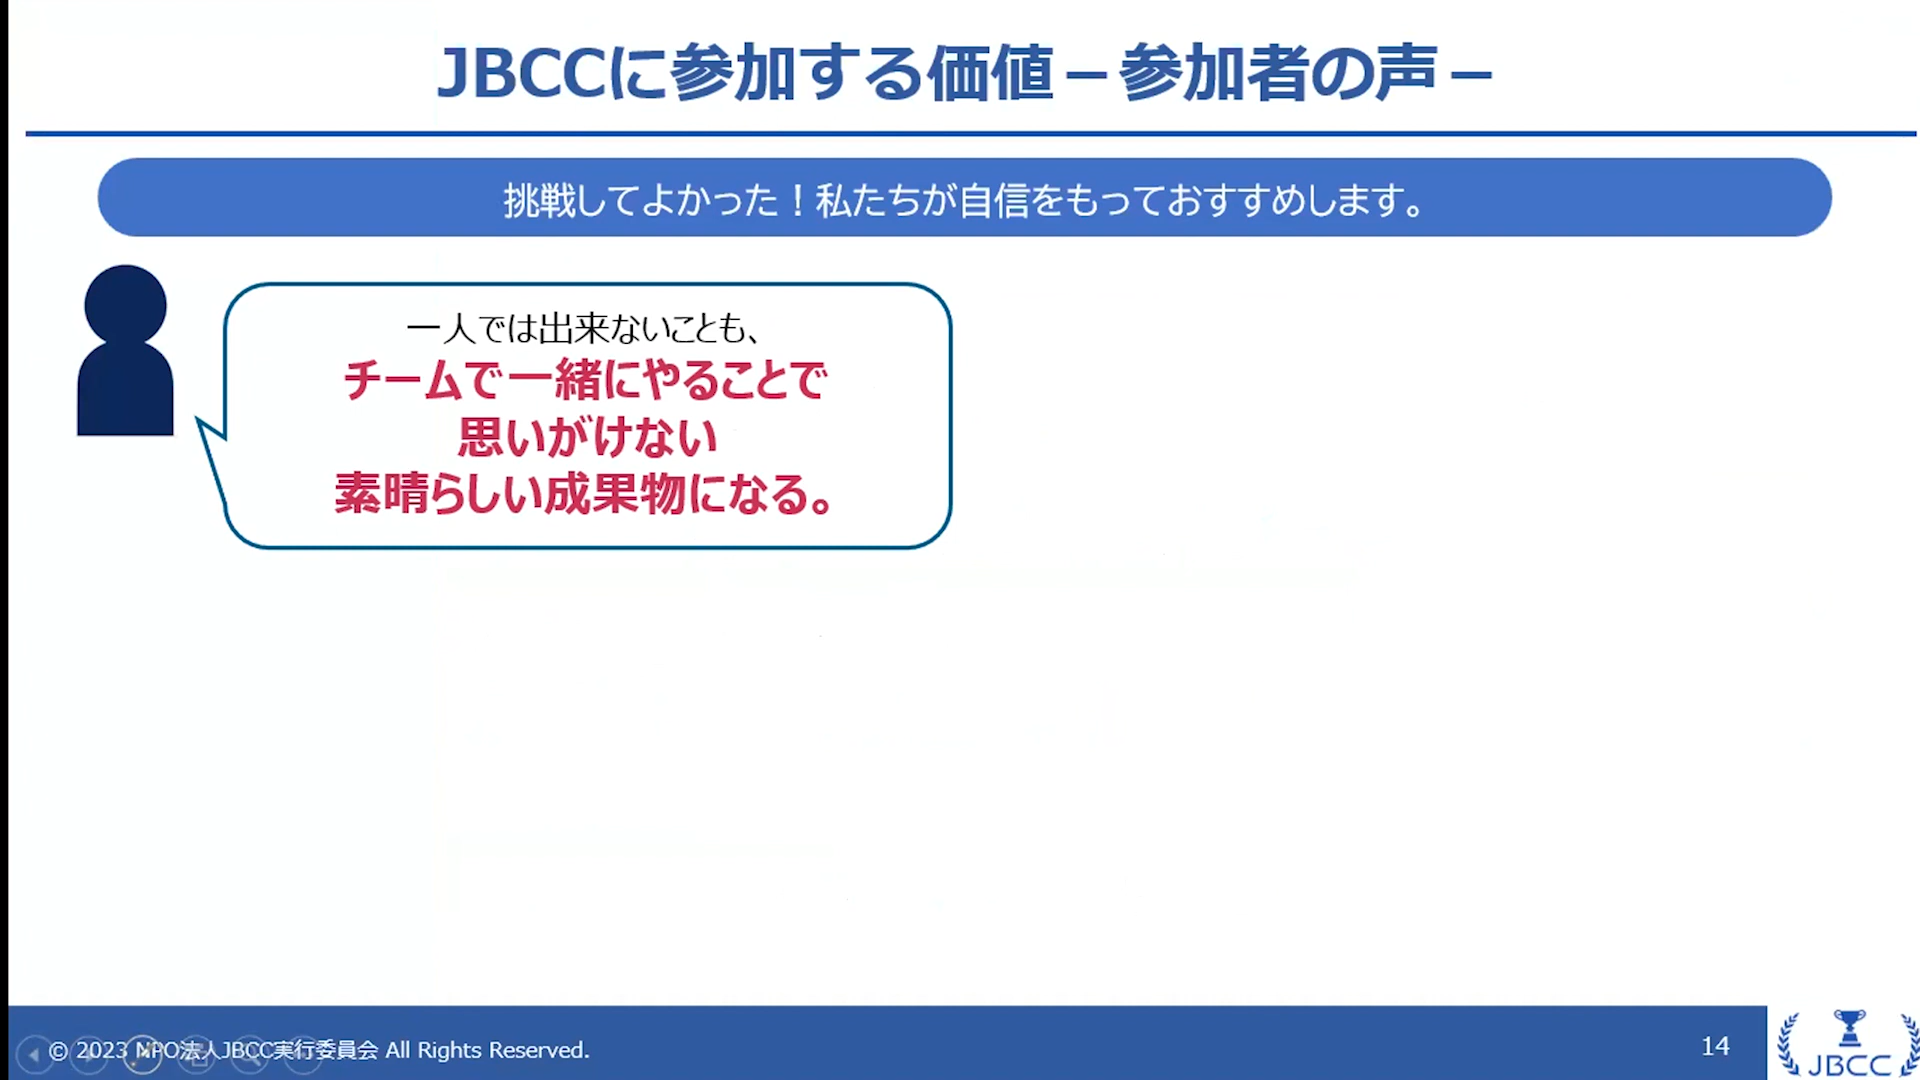 JBCCに参加する価値－参加者の声－
挑戦してよかった！私たちが自信をもっておすすめします。
一人では出来ないことも、
チームで一緒にやることで
思いがけない
素晴らしい成果物になる。
© 2023 NPO法人JBCC実行委員会 All Rights Reserved.
14
JBCC